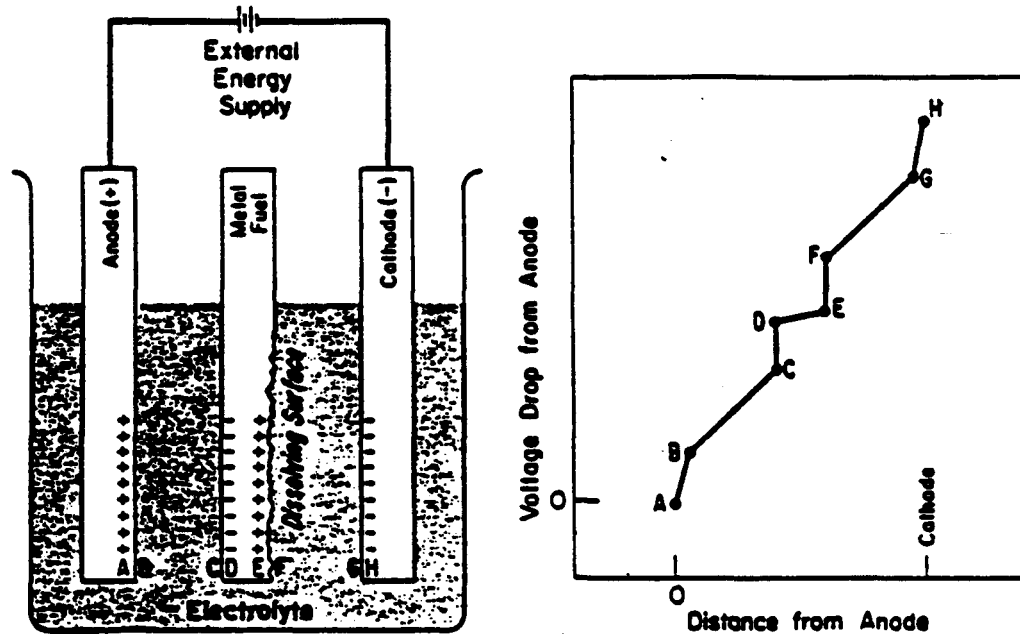 External
Energy
Supply
Anode (+)
Metal
Fuel
Cathode (-)
Dissolving Surface
A B C D E F G H
Electrolyte
Voltage Drop from Anode
H
G
F
E
D
C
B
A
0
Cathode
0
Distance from Anode